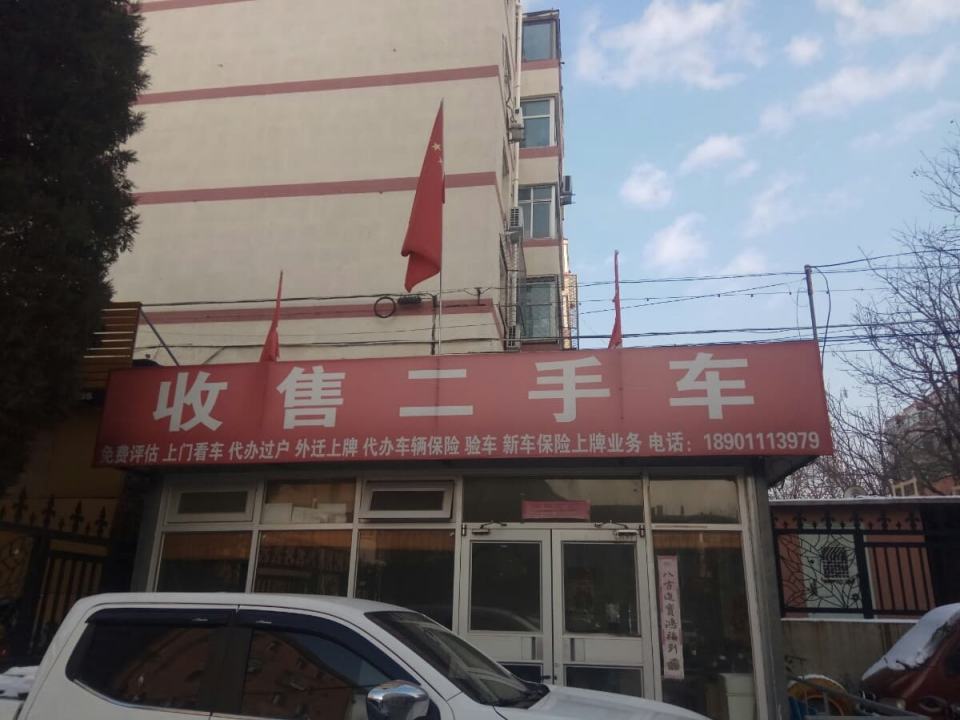 收售二手车
免费评估 上门看车 代办过户 外迁上牌 代办车辆保险 验车 新车保险上牌业务 电话：18901113979